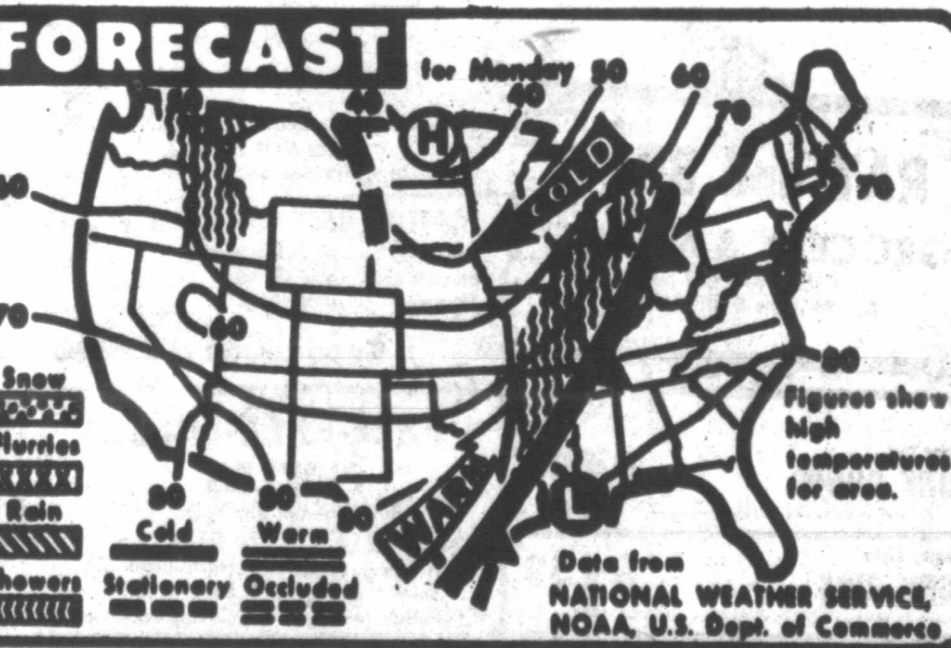 FORECAST
for Monday
50
60
40
40
70
H
COLD
60
70
70
60
80
Snow
Flurries
Rain
Showers
80
80
80
WARM
L
Cold
Warm
Stationary
Occluded
Figures show
high
temperatures
for area.
Data from
NATIONAL WEATHER SERVICE,
NOAA, U.S. Dept. of Commerce